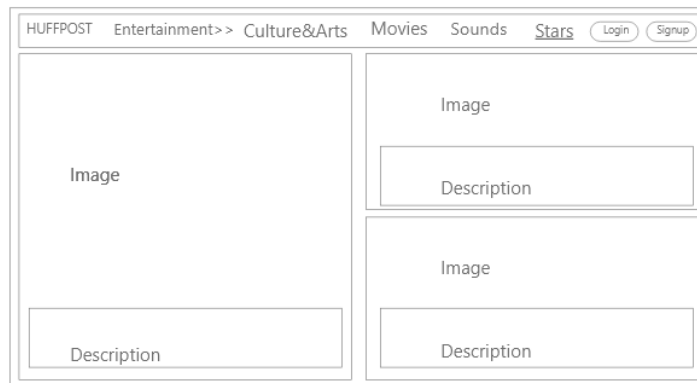 HUFFPOST Entertainment>> Culture&Arts Movies Sounds Stars Login Signup
Image
Description
Image
Description
Image
Description